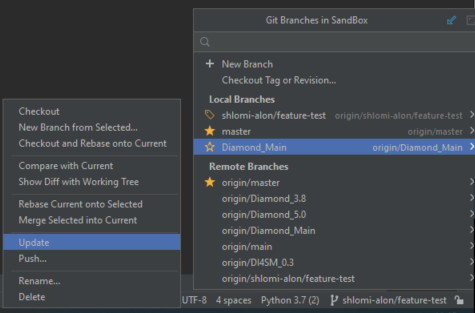 Git Branches in SandBox
New Branch
Checkout Tag or Revision...
Local Branches
shlomi-alon/feature-test origin/shlomi-alon/feature-test
master origin/master
Diamond_Main origin/Diamond_Main
Remote Branches
origin/master
origin/Diamond_3.8
origin/Diamond_5.0
origin/Diamond_Main
origin/main
origin/DI4SM_0.3
origin/shlomi-alon/feature-test
Checkout
New Branch from Selected...
Checkout and Rebase onto Current
Compare with Current
Show Diff with Working Tree
Rebase Current onto Selected
Merge Selected into Current
Update
Push...
Rename...
Delete
UTF-8 4 spaces Python 3.7 (2) shlomi-alon/feature-test